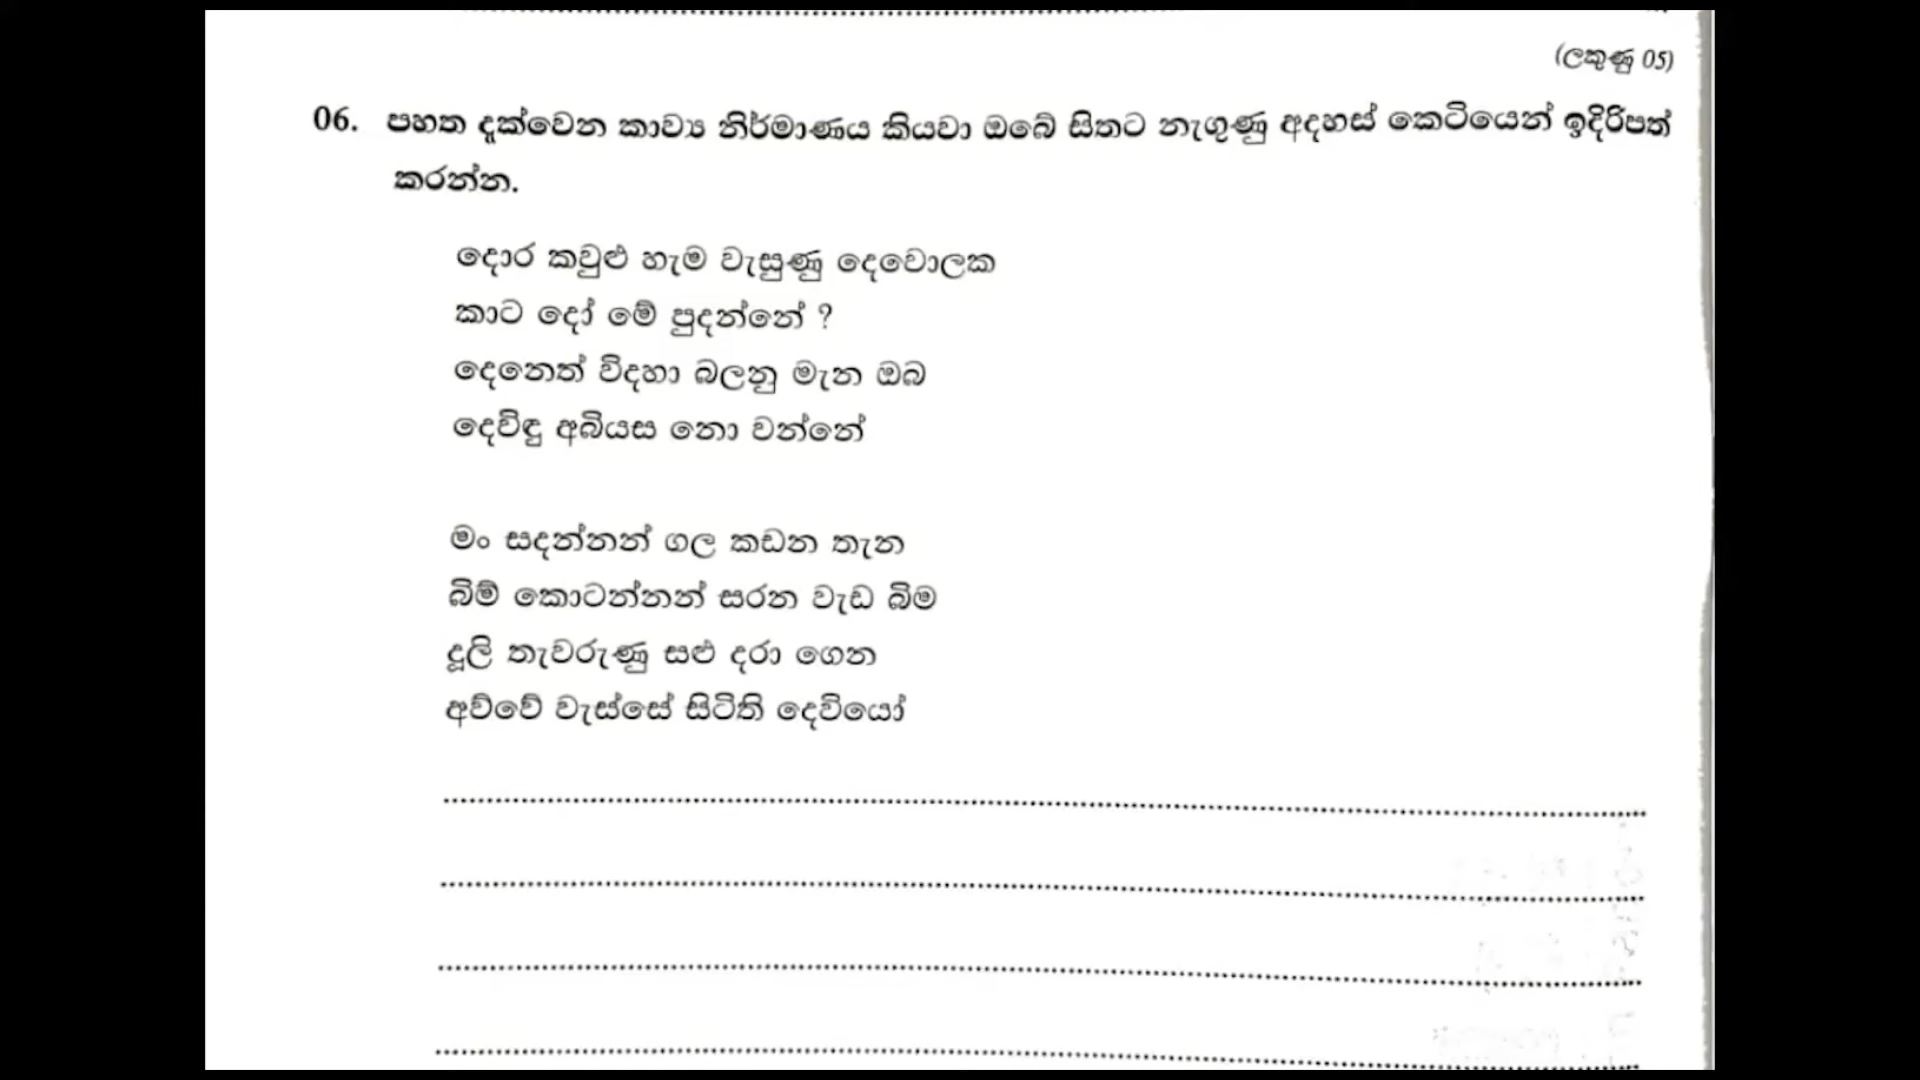 (ලකුණු 05)
06. පහත දැක්වෙන කාව්‍ය නිර්මාණය කියවා ඔබේ සිතට නැගුණු අදහස් කෙටියෙන් ඉදිරිපත්
කරන්න.
දොර කවුළු හැම වැසුණු දෙවොලක
කාට දෝ මේ පුදන්නේ ?
දෙනෙත් විදහා බලනු මැන ඔබ
දෙවිඳු අබියස නො වන්නේ
මං සදන්නන් ගල කඩන තැන
බිම් කොටන්නන් සරන වැඩ බිම
දූලි තැවරුණු සළු දරා ගෙන
අව්වේ වැස්සේ සිටිති දෙවියෝ